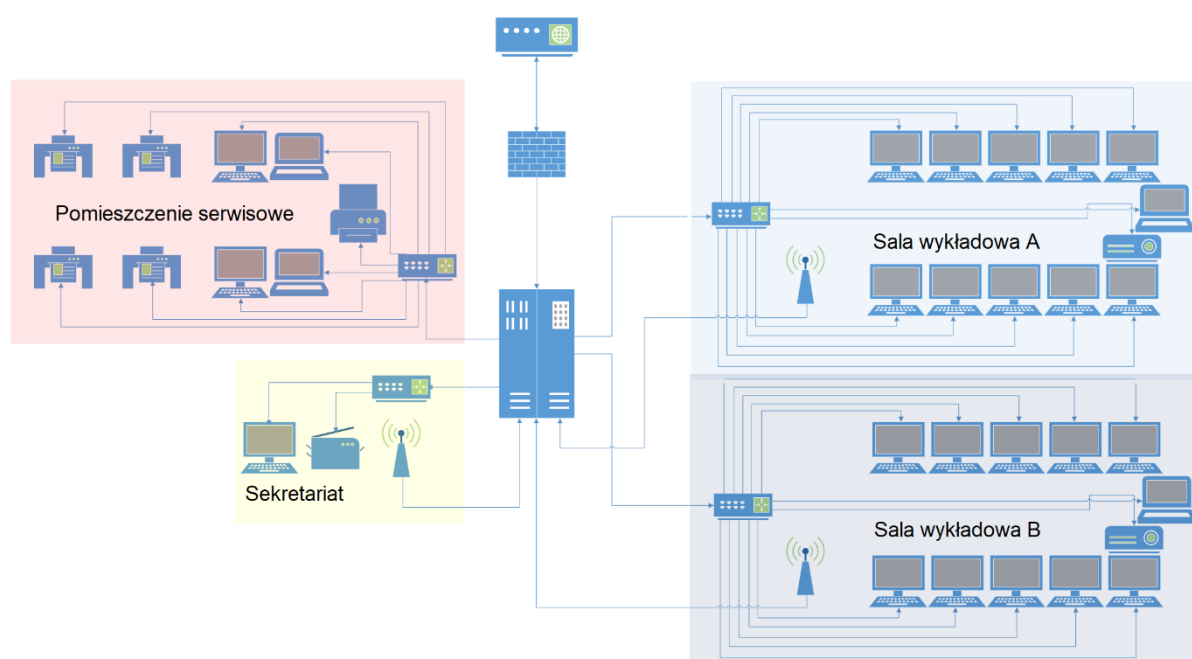 Pomieszczenie serwisowe
Sala wykładowa A
Sekretariat
Sala wykładowa B